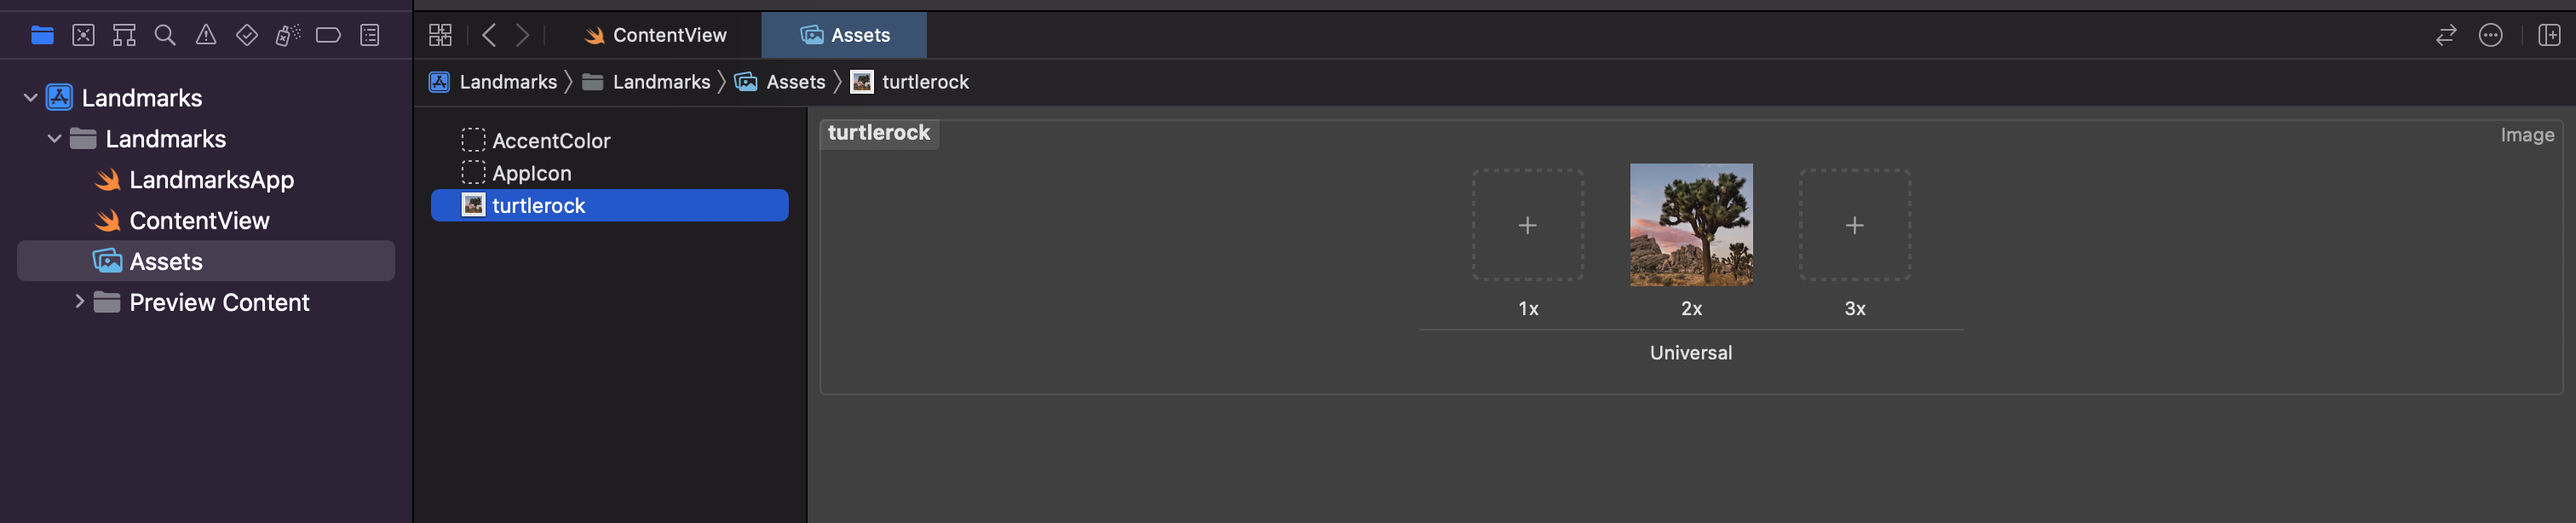 ContentView
Assets
Landmarks
Landmarks
Assets
turtlerock
Landmarks
Landmarks
LandmarksApp
ContentView
Assets
Preview Content
AccentColor
AppIcon
turtlerock
turtlerock
Image
1x
2x
3x
Universal